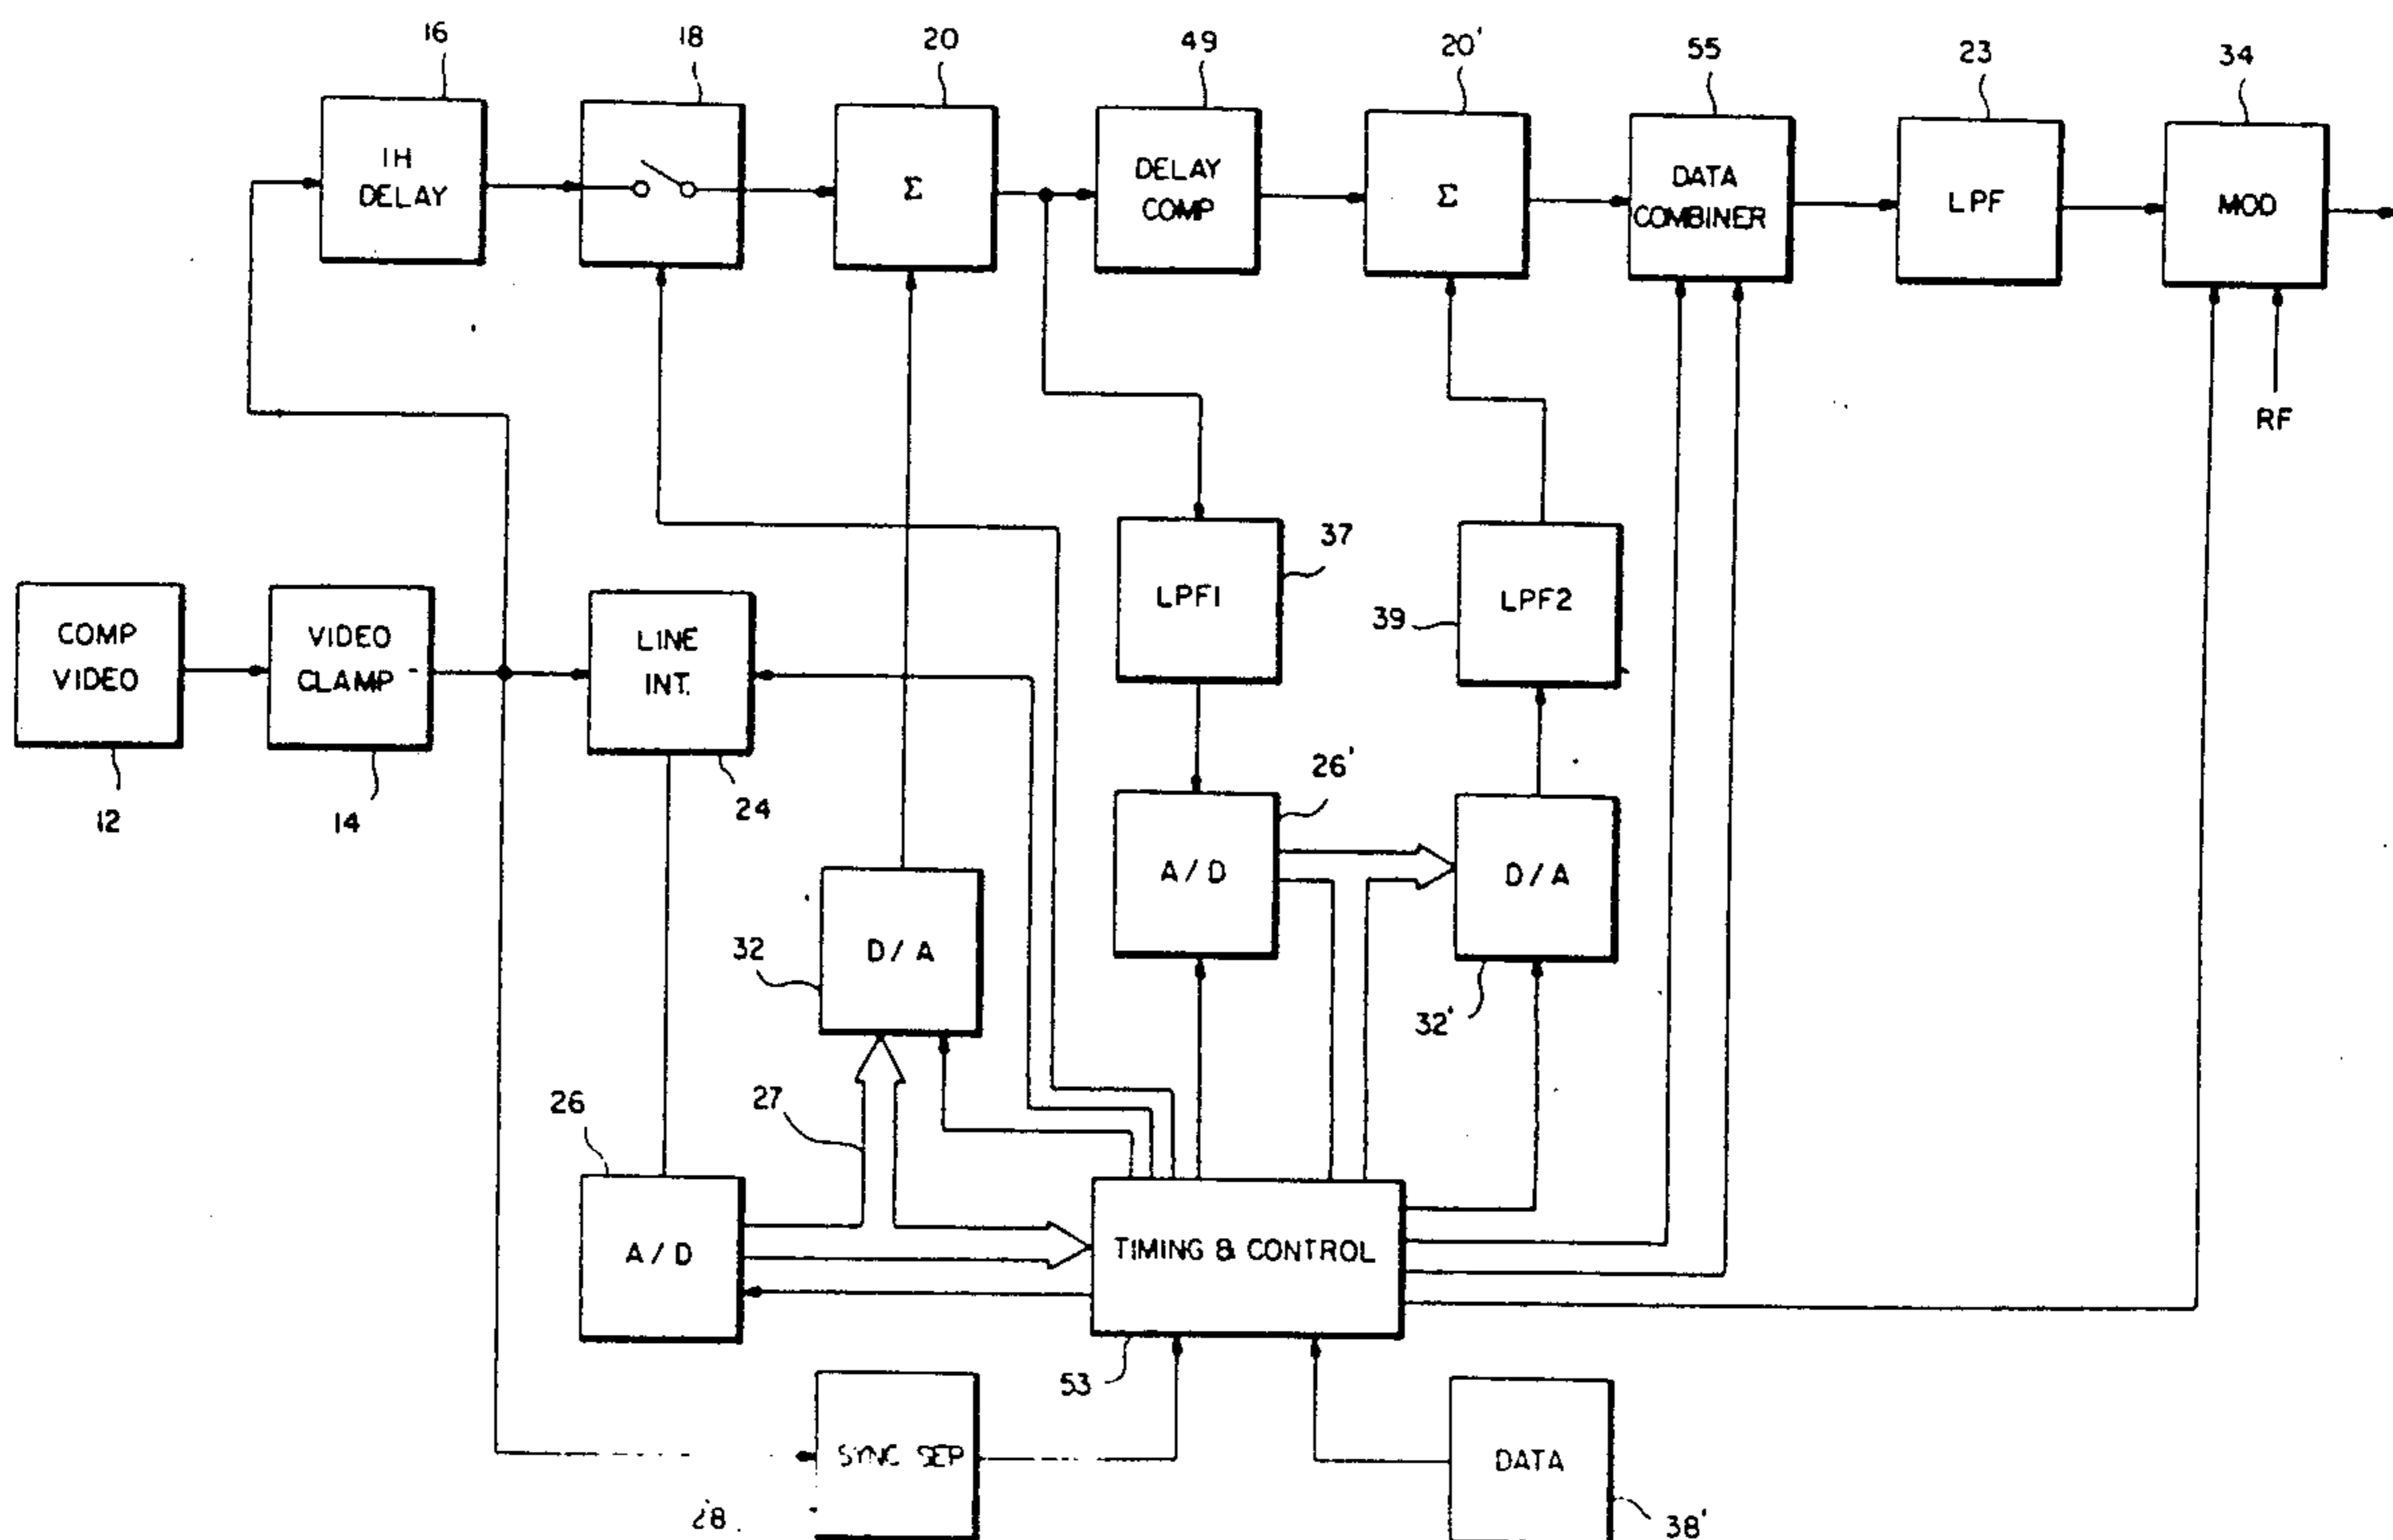 16
18
20
49
20'
55
23
34
1H
DELAY
Σ
DELAY
COMP
Σ
DATA
COMBINER
LPF
MOD
RF
COMP
VIDEO
VIDEO
CLAMP
LINE
INT.
LPF1
37
LPF2
39
12
14
24
26'
A/D
D/A
32
D/A
32'
26
27
A/D
TIMING & CONTROL
53
SYNC SEP
28
DATA
38'